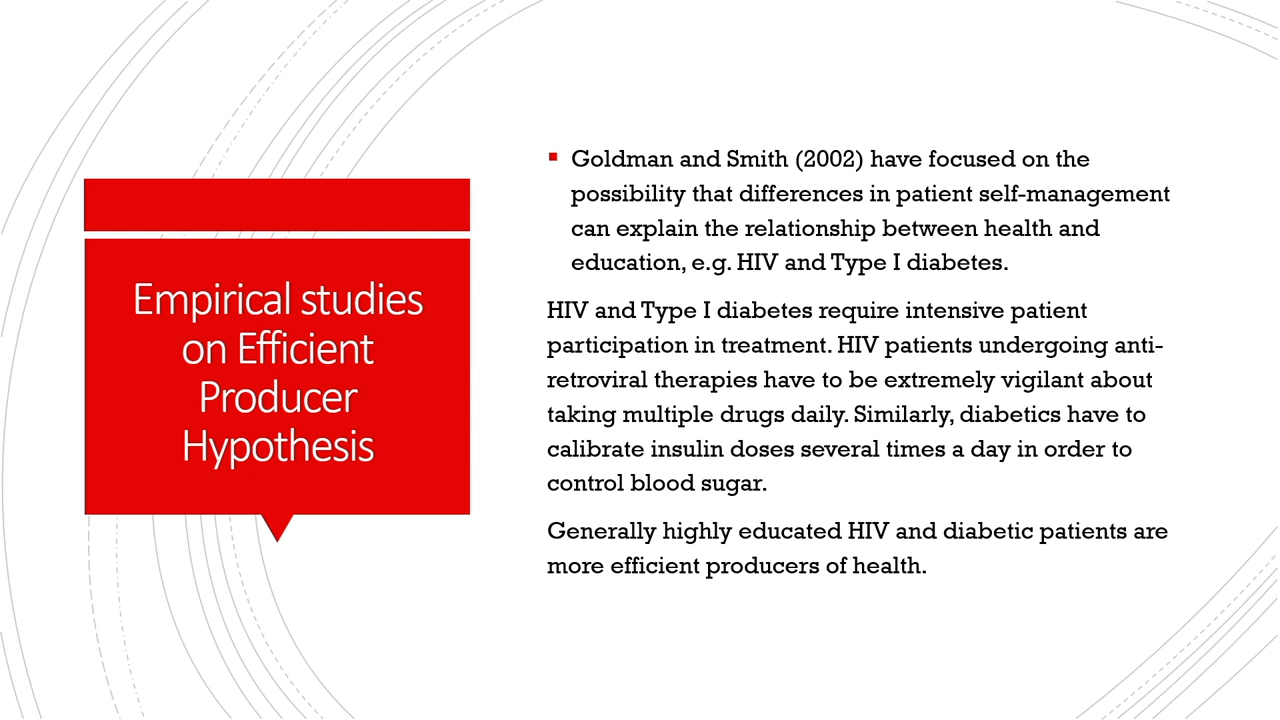 Empirical studies
on Efficient
Producer
Hypothesis
Goldman and Smith (2002) have focused on the
possibility that differences in patient self-management
can explain the relationship between health and
education, e.g. HIV and Type I diabetes.
HIV and Type I diabetes require intensive patient
participation in treatment. HIV patients undergoing anti-
retroviral therapies have to be extremely vigilant about
taking multiple drugs daily. Similarly, diabetics have to
calibrate insulin doses several times a day in order to
control blood sugar.
Generally highly educated HIV and diabetic patients are
more efficient producers of health.